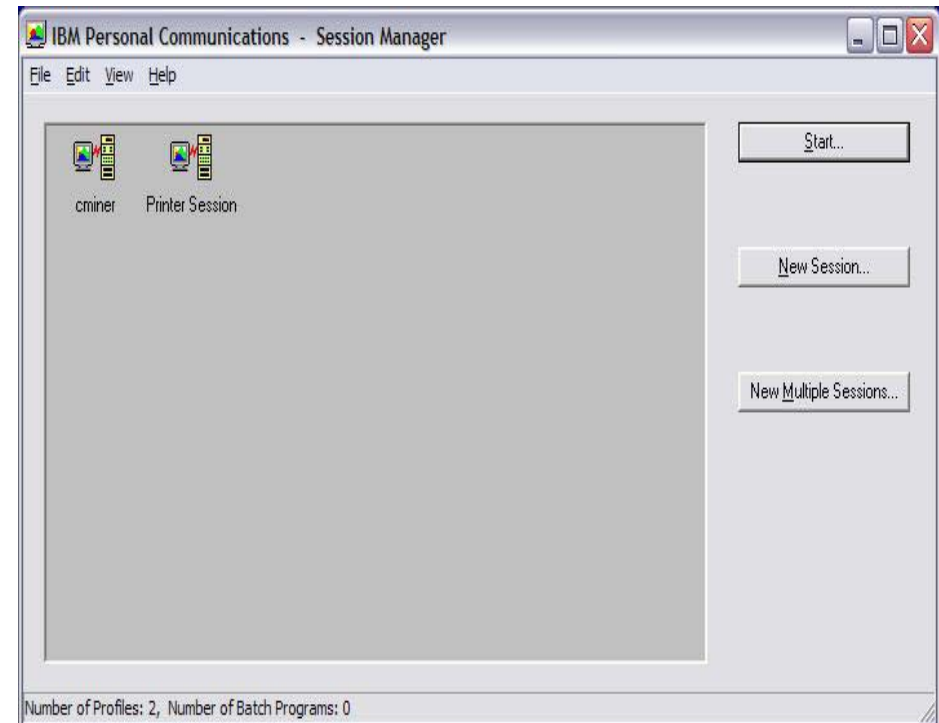 IBM Personal Communications - Session Manager
File Edit View Help
cminer Printer Session
Start...
New Session...
New Multiple Sessions...
Number of Profiles: 2, Number of Batch Programs: 0